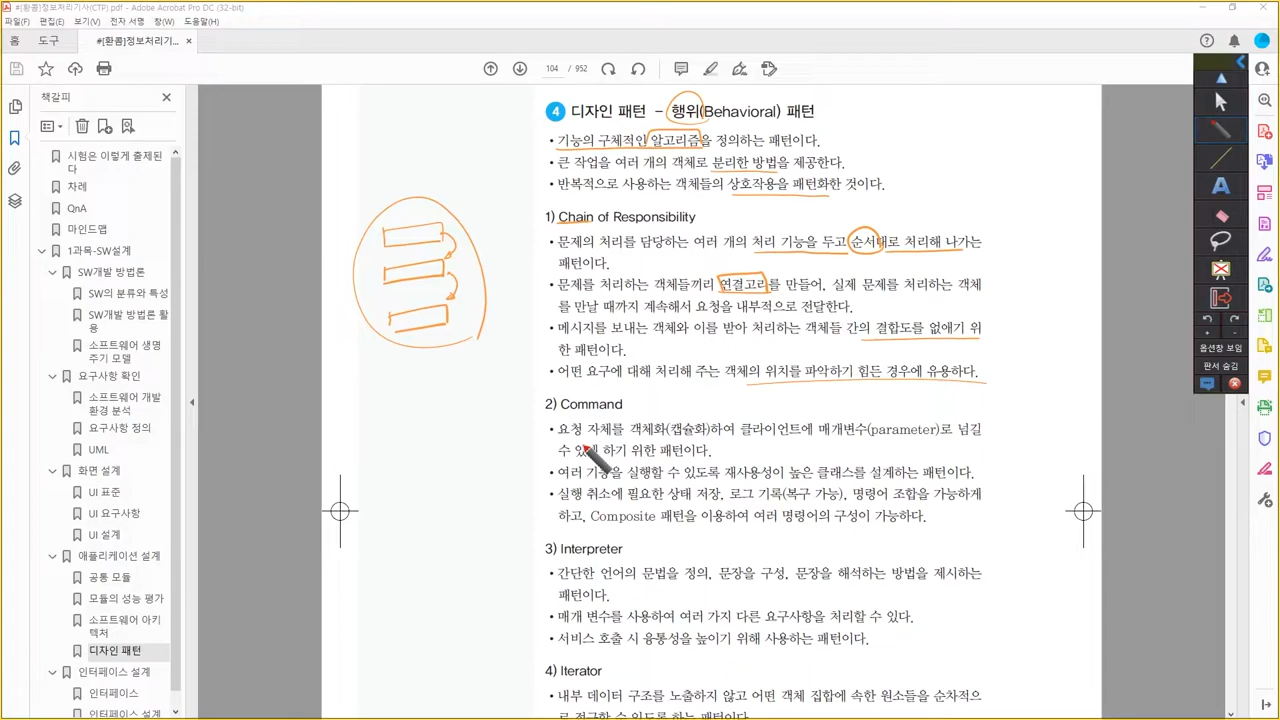 #[환콤]정보처리기사(CTP).pdf - Adobe Acrobat Pro DC (32-bit)
파일(F) 편집(E) 보기(V) 전자 서명 창(W) 도움말(H)
홈 도구 #[환콤]정보처리기... ×
104 / 952
책갈피
시험은 이렇게 출제된
다
차례
QnA
마인드맵
1과목-SW설계
SW개발 방법론
SW의 분류와 특성
SW개발 방법론 활
용
소프트웨어 생명
주기 모델
요구사항 확인
소프트웨어 개발
환경 분석
요구사항 정의
UML
화면 설계
UI 표준
UI 요구사항
UI 설계
애플리케이션 설계
공통 모듈
모듈의 성능 평가
소프트웨어 아키
텍처
디자인 패턴
인터페이스 설계
인터페이스
4 디자인 패턴 - 행위(Behavioral) 패턴
• 기능의 구체적인 알고리즘을 정의하는 패턴이다.
• 큰 작업을 여러 개의 객체로 분리한 방법을 제공한다.
• 반복적으로 사용하는 객체들의 상호작용을 패턴화한 것이다.
1) Chain of Responsibility
• 문제의 처리를 담당하는 여러 개의 처리 기능을 두고 순서대로 처리해 나가는
패턴이다.
• 문제를 처리하는 객체들끼리 연결고리를 만들어, 실제 문제를 처리하는 객체
를 만날 때까지 계속해서 요청을 내부적으로 전달한다.
• 메시지를 보내는 객체와 이를 받아 처리하는 객체들 간의 결합도를 없애기 위
한 패턴이다.
• 어떤 요구에 대해 처리해 주는 객체의 위치를 파악하기 힘든 경우에 유용하다.
2) Command
• 요청 자체를 객체화(캡슐화)하여 클라이언트에 매개변수(parameter)로 넘길
수 있게 하기 위한 패턴이다.
• 여러 기능을 실행할 수 있도록 재사용성이 높은 클래스를 설계하는 패턴이다.
• 실행 취소에 필요한 상태 저장, 로그 기록(복구 가능), 명령어 조합을 가능하게
하고, Composite 패턴을 이용하여 여러 명령어의 구성이 가능하다.
3) Interpreter
• 간단한 언어의 문법을 정의, 문장을 구성, 문장을 해석하는 방법을 제시하는
패턴이다.
• 매개 변수를 사용하여 여러 가지 다른 요구사항을 처리할 수 있다.
• 서비스 호출 시 융통성을 높이기 위해 사용하는 패턴이다.
4) Iterator
• 내부 데이터 구조를 노출하지 않고 어떤 객체 집합에 속한 원소들을 순차적으
로 접근할 수 있도록 하는 패턴이다.
옵션창 보임
판서 숨김